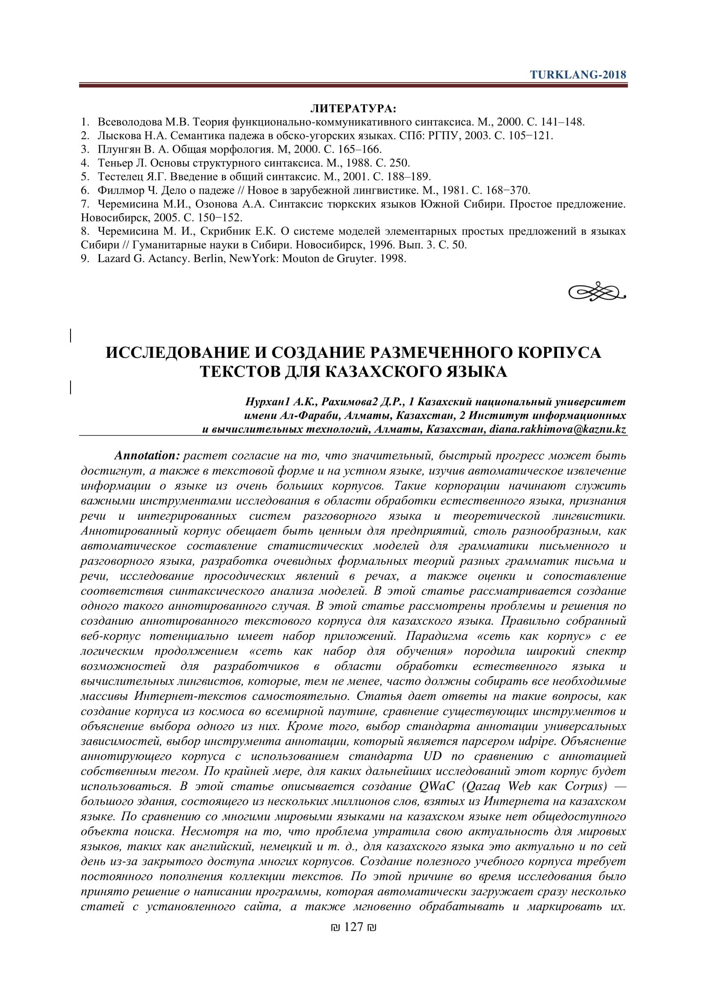 TURKLANG-2018
ЛИТЕРАТУРА:
1. Всеволодова М.В. Теория функционально-коммуникативного синтаксиса. М., 2000. С. 141–148.
2. Лыскова Н.А. Семантика падежа в обско-угорских языках. СПб: РГПУ, 2003. С. 105−121.
3. Плунгян В. А. Общая морфология. М, 2000. С. 165–166.
4. Теньер Л. Основы структурного синтаксиса. М., 1988. С. 250.
5. Тестелец Я.Г. Введение в общий синтаксис. М., 2001. С. 188–189.
6. Филлмор Ч. Дело о падеже // Новое в зарубежной лингвистике. М., 1981. С. 168−370.
7. Черемисина М.И., Озонова А.А. Синтаксис тюркских языков Южной Сибири. Простое предложение.
Новосибирск, 2005. С. 150−152.
8. Черемисина М. И., Скрибник Е.К. О системе моделей элементарных простых предложений в языках
Сибири // Гуманитарные науки в Сибири. Новосибирск, 1996. Вып. 3. С. 50.
9. Lazard G. Actancy. Berlin, NewYork: Mouton de Gruyter. 1998.
ИССЛЕДОВАНИЕ И СОЗДАНИЕ РАЗМЕЧЕННОГО КОРПУСА
ТЕКСТОВ ДЛЯ КАЗАХСКОГО ЯЗЫКА
Нурхан1 А.К., Рахимова2 Д.Р., 1 Казахский национальный университет
имени Ал-Фараби, Алматы, Казахстан, 2 Институт информационных
и вычислительных технологий, Алматы, Казахстан, diana.rakhimova@kaznu.kz
Annotation: растет согласие на то, что значительный, быстрый прогресс может быть
достигнут, а также в текстовой форме и на устном языке, изучив автоматическое извлечение
информации о языке из очень больших корпусов. Такие корпорации начинают служить
важными инструментами исследования в области обработки естественного языка, признания
речи и интегрированных систем разговорного языка и теоретической лингвистики.
Аннотированный корпус обещает быть ценным для предприятий, столь разнообразным, как
автоматическое составление статистических моделей для грамматики письменного и
разговорного языка, разработка очевидных формальных теорий разных грамматик письма и
речи, исследование просодических явлений в речах, а также оценки и сопоставление
соответствия синтаксического анализа моделей. В этой статье рассматривается создание
одного такого аннотированного случая. В этой статье рассмотрены проблемы и решения по
созданию аннотированного текстового корпуса для казахского языка. Правильно собранный
веб-корпус потенциально имеет набор приложений. Парадигма «сеть как корпус» с ее
логическим продолжением «сеть как набор для обучения» породила широкий спектр
возможностей для разработчиков в области обработки естественного языка и
вычислительных лингвистов, которые, тем не менее, часто должны собирать все необходимые
массивы Интернет-текстов самостоятельно. Статья дает ответы на такие вопросы, как
создание корпуса из космоса во всемирной паутине, сравнение существующих инструментов и
объяснение выбора одного из них. Кроме того, выбор стандарта аннотации универсальных
зависимостей, выбор инструмента аннотации, который является парсером udpipe. Объяснение
аннотирующего корпуса с использованием стандарта UD по сравнению с аннотацией
собственным тегом. По крайней мере, для каких дальнейших исследований этот корпус будет
использоваться. В этой статье описывается создание QWaC (Qazaq Web как Corpus) —
большого здания, состоящего из нескольких миллионов слов, взятых из Интернета на казахском
языке. По сравнению со многими мировыми языками на казахском языке нет общедоступного
объекта поиска. Несмотря на то, что проблема утратила свою актуальность для мировых
языков, таких как английский, немецкий и т. д., для казахского языка это актуально и по сей
день из-за закрытого доступа многих корпусов. Создание полезного учебного корпуса требует
постоянного пополнения коллекции текстов. По этой причине во время исследования было
принято решение о написании программы, которая автоматически загружает сразу несколько
статей с установленного сайта, а также мгновенно обрабатывать и маркировать их.
₪ 127 ₪